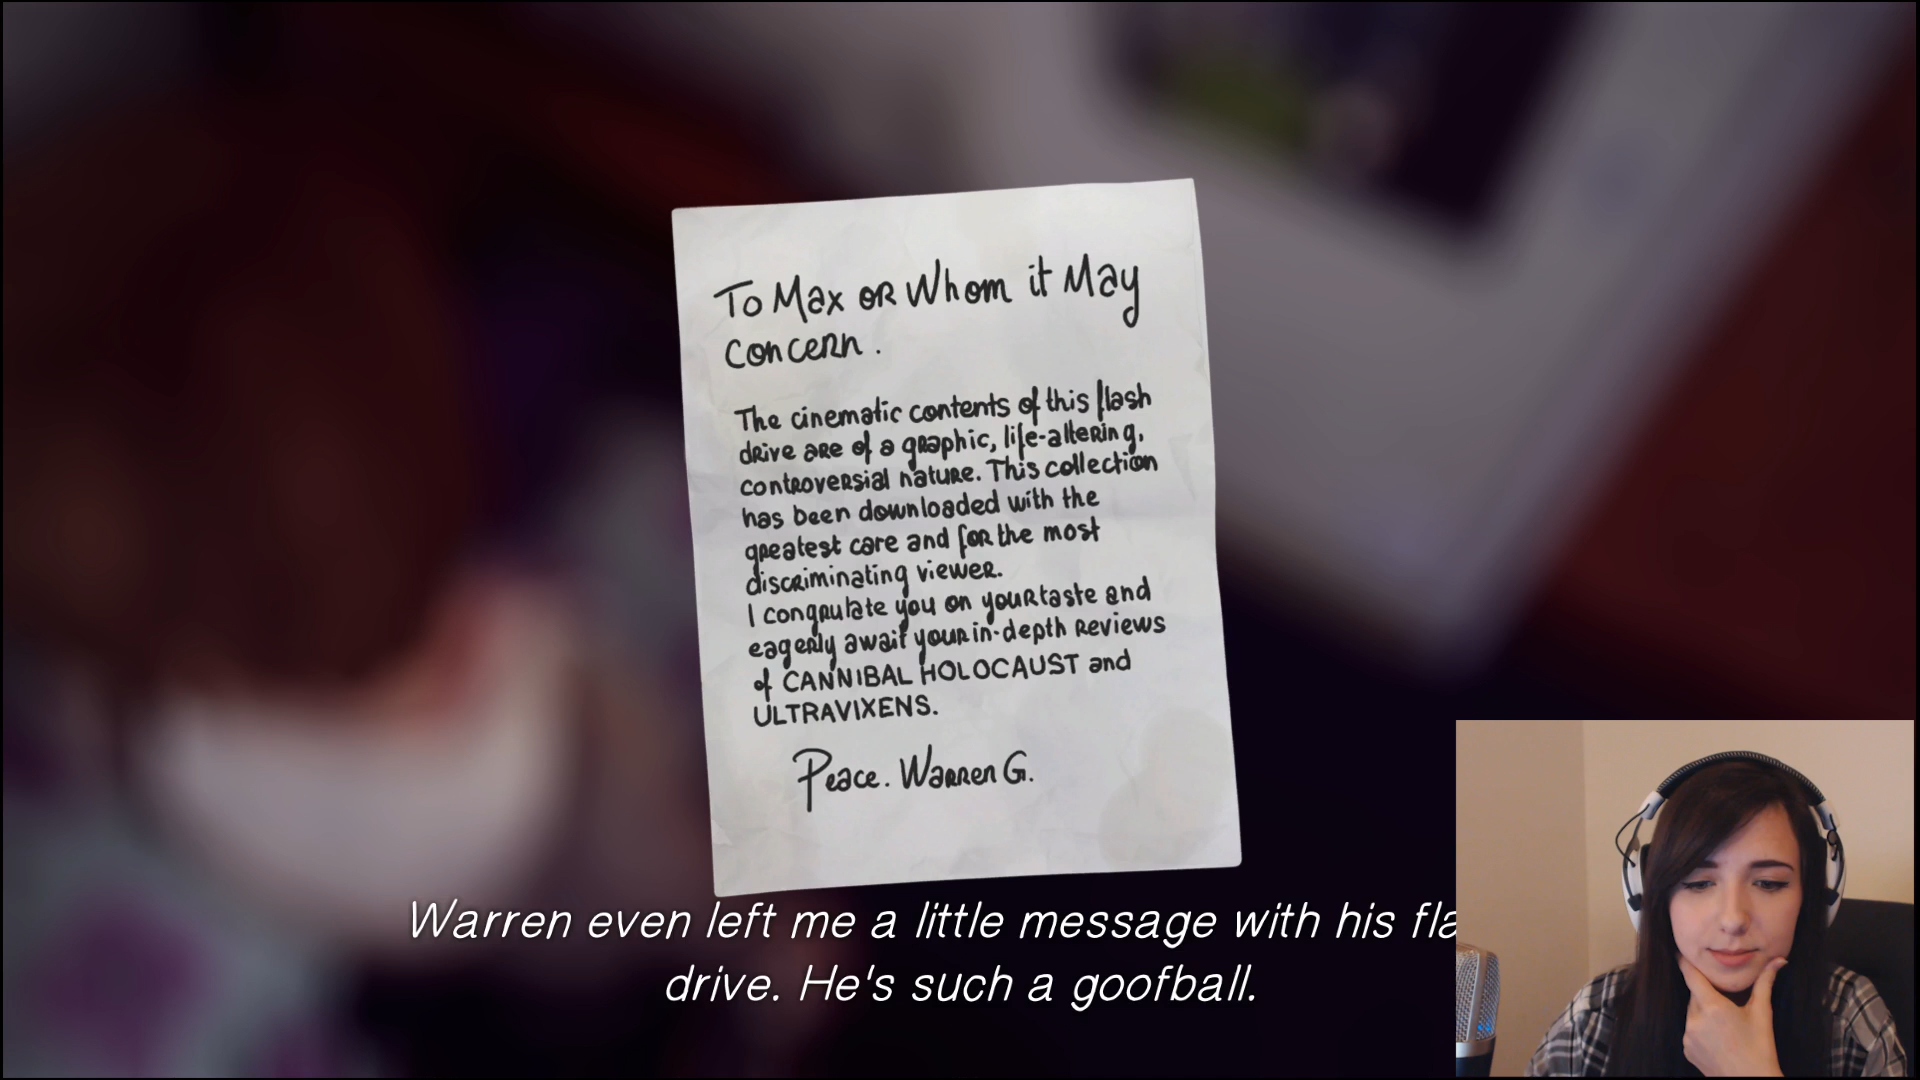 To Max or Whom it May
concern.
The cinematic contents of this flash
drive are of a graphic, life-altering,
controversial nature. This collection
has been downloaded with the
greatest care and for the most
discriminating viewer.
I congrulate you on your taste and
eagerly await your in-depth reviews
of CANNIBAL HOLOCAUST and
ULTRAVIXENS.
Peace. Warren G.
Warren even left me a little message with his fla
drive. He's such a goofball.